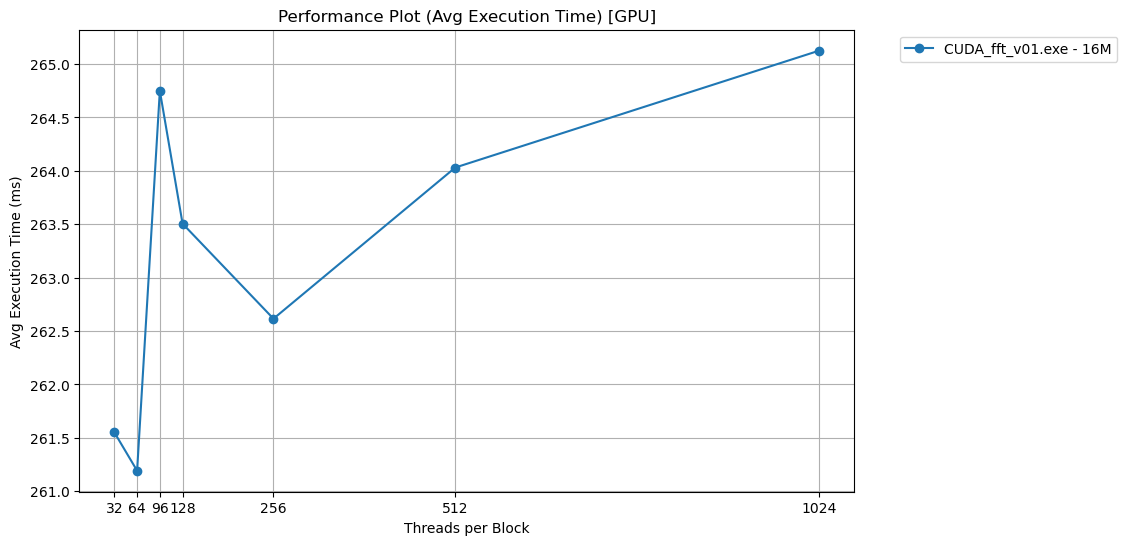 Performance Plot (Avg Execution Time) [GPU]
CUDA_fft_v01.exe - 16M
Avg Execution Time (ms)
265.0
264.5
264.0
263.5
263.0
262.5
262.0
261.5
261.0
32 64 96 128 256 512 1024
Threads per Block